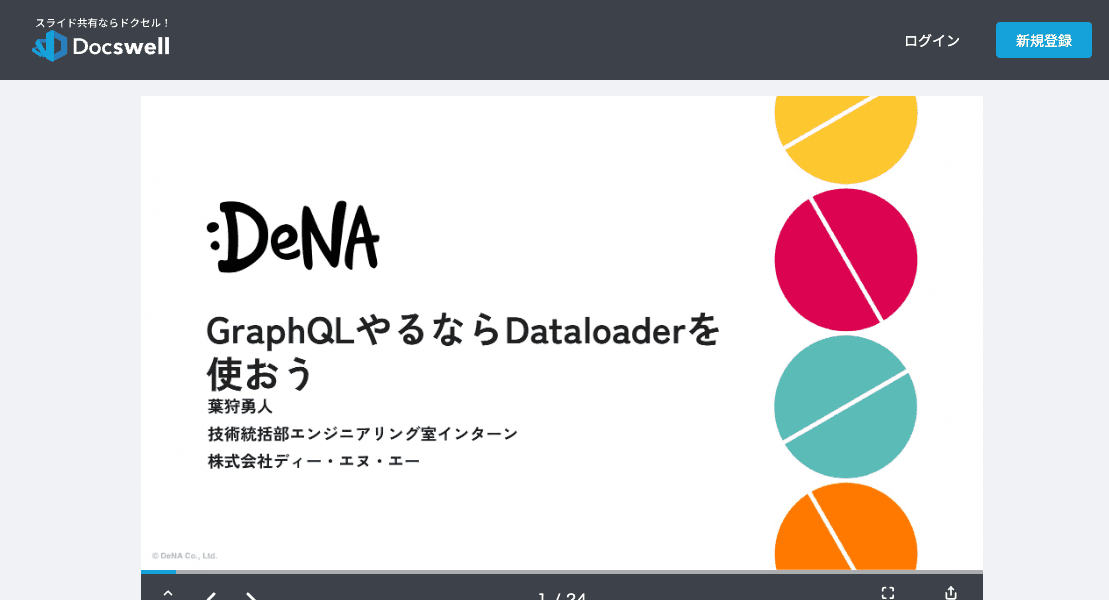 スライド共有ならドクセル！
Docswell
ログイン
新規登録
:DeNA
GraphQLやるならDataloaderを
使おう
葉狩勇人
技術統括部エンジニアリング室インターン
株式会社ディー・エヌ・エー
© DeNA Co., Ltd.
1 / 24